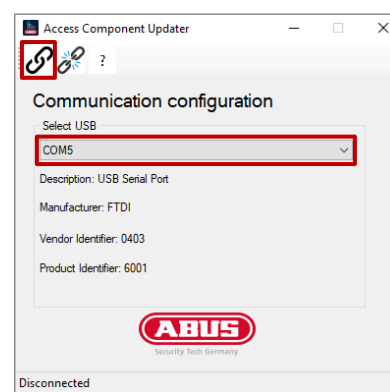 Access Component Updater
?
Communication configuration
Select USB
COM5
Description: USB Serial Port
Manufacturer: FTDI
Vendor Identifier: 0403
Product Identifier: 6001
ABUS
Security Tech Germany
Disconnected